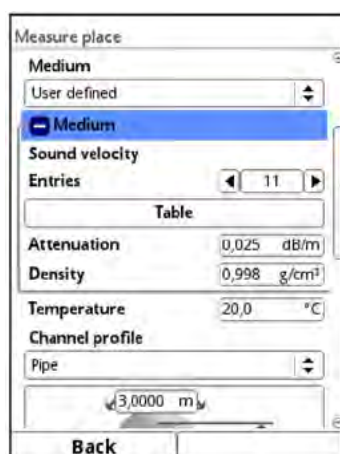 Measure place
Medium
User defined
Medium
Sound velocity
Entries 11
Table
Attenuation 0,025 dB/m
Density 0,998 g/cm³
Temperature 20,0 °C
Channel profile
Pipe
3,0000 m
Back